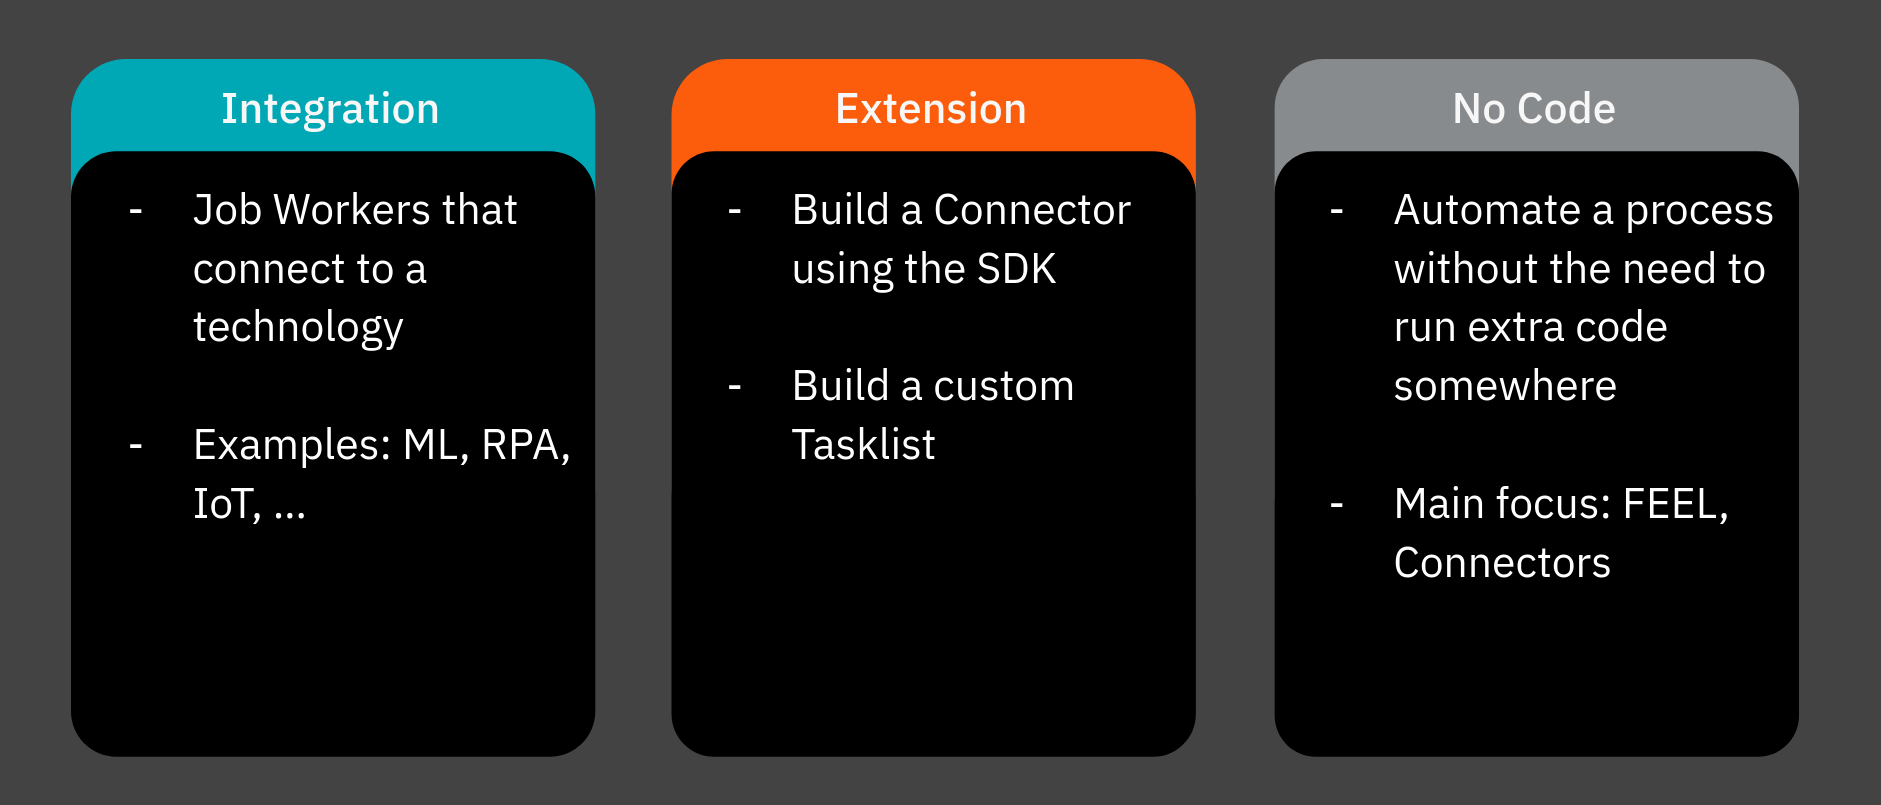 Integration
- Job Workers that
connect to a
technology
- Examples: ML, RPA,
IoT, ...
Extension
- Build a Connector
using the SDK
- Build a custom
Tasklist
No Code
- Automate a process
without the need to
run extra code
somewhere
- Main focus: FEEL,
Connectors